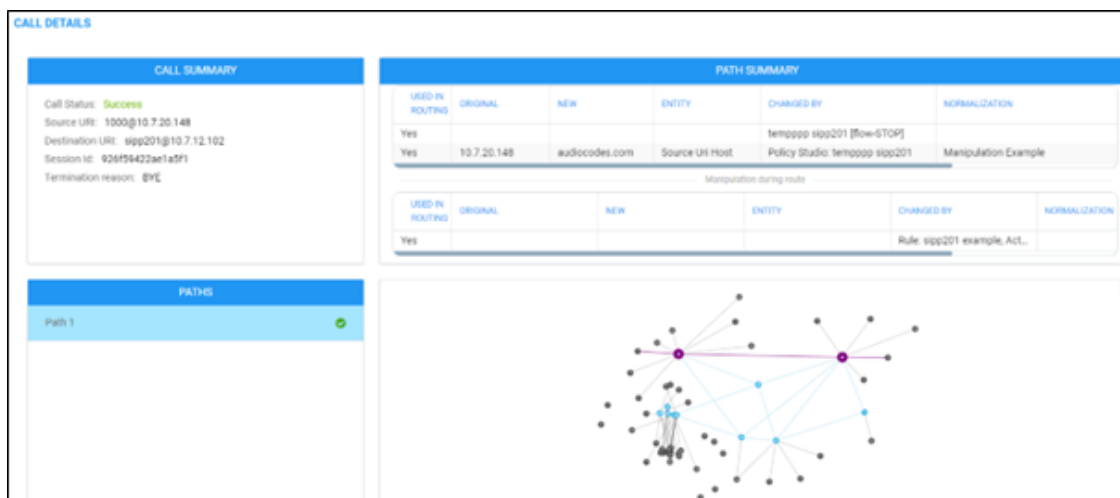 CALL DETAILS
CALL SUMMARY
Call Status: Success
Source URI: 1000@10.7.20.148
Destination URI: sipp201@10.7.12.102
Session Id: 926f59422ae1a5f1
Termination reason: BYE
PATH SUMMARY
USED IN ROUTING ORIGINAL NEW ENTITY CHANGED BY NORMALIZATION
Yes tempppp sipp201 [flow-STOP]
Yes 10.7.20.148 audiocodes.com Source Uri Host Policy Studio: tempppp sipp201 Manipulation Example
Manipulation during route
USED IN ROUTING ORIGINAL NEW ENTITY CHANGED BY NORMALIZATION
Yes Rule: sipp201 example, Act...
PATHS
Path 1